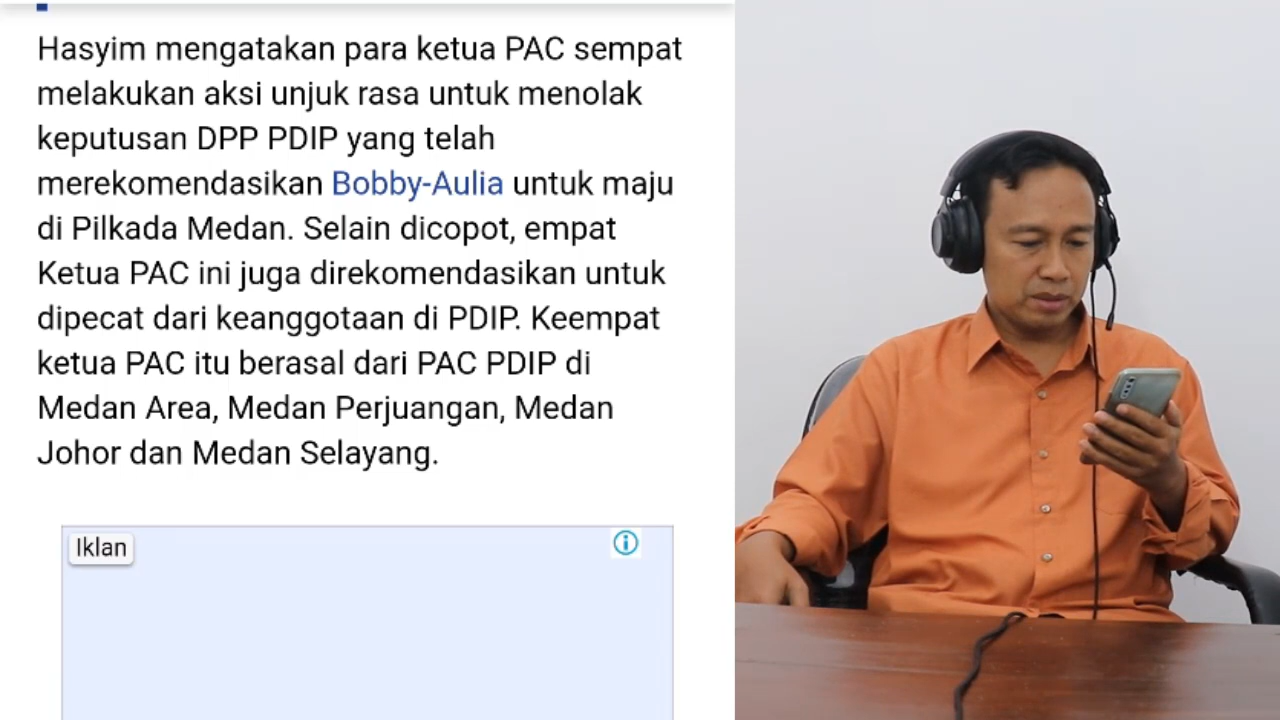 Hasyim mengatakan para ketua PAC sempat
melakukan aksi unjuk rasa untuk menolak
keputusan DPP PDIP yang telah
merekomendasikan Bobby-Aulia untuk maju
di Pilkada Medan. Selain dicopot, empat
Ketua PAC ini juga direkomendasikan untuk
dipecat dari keanggotaan di PDIP. Keempat
ketua PAC itu berasal dari PAC PDIP di
Medan Area, Medan Perjuangan, Medan
Johor dan Medan Selayang.
Iklan